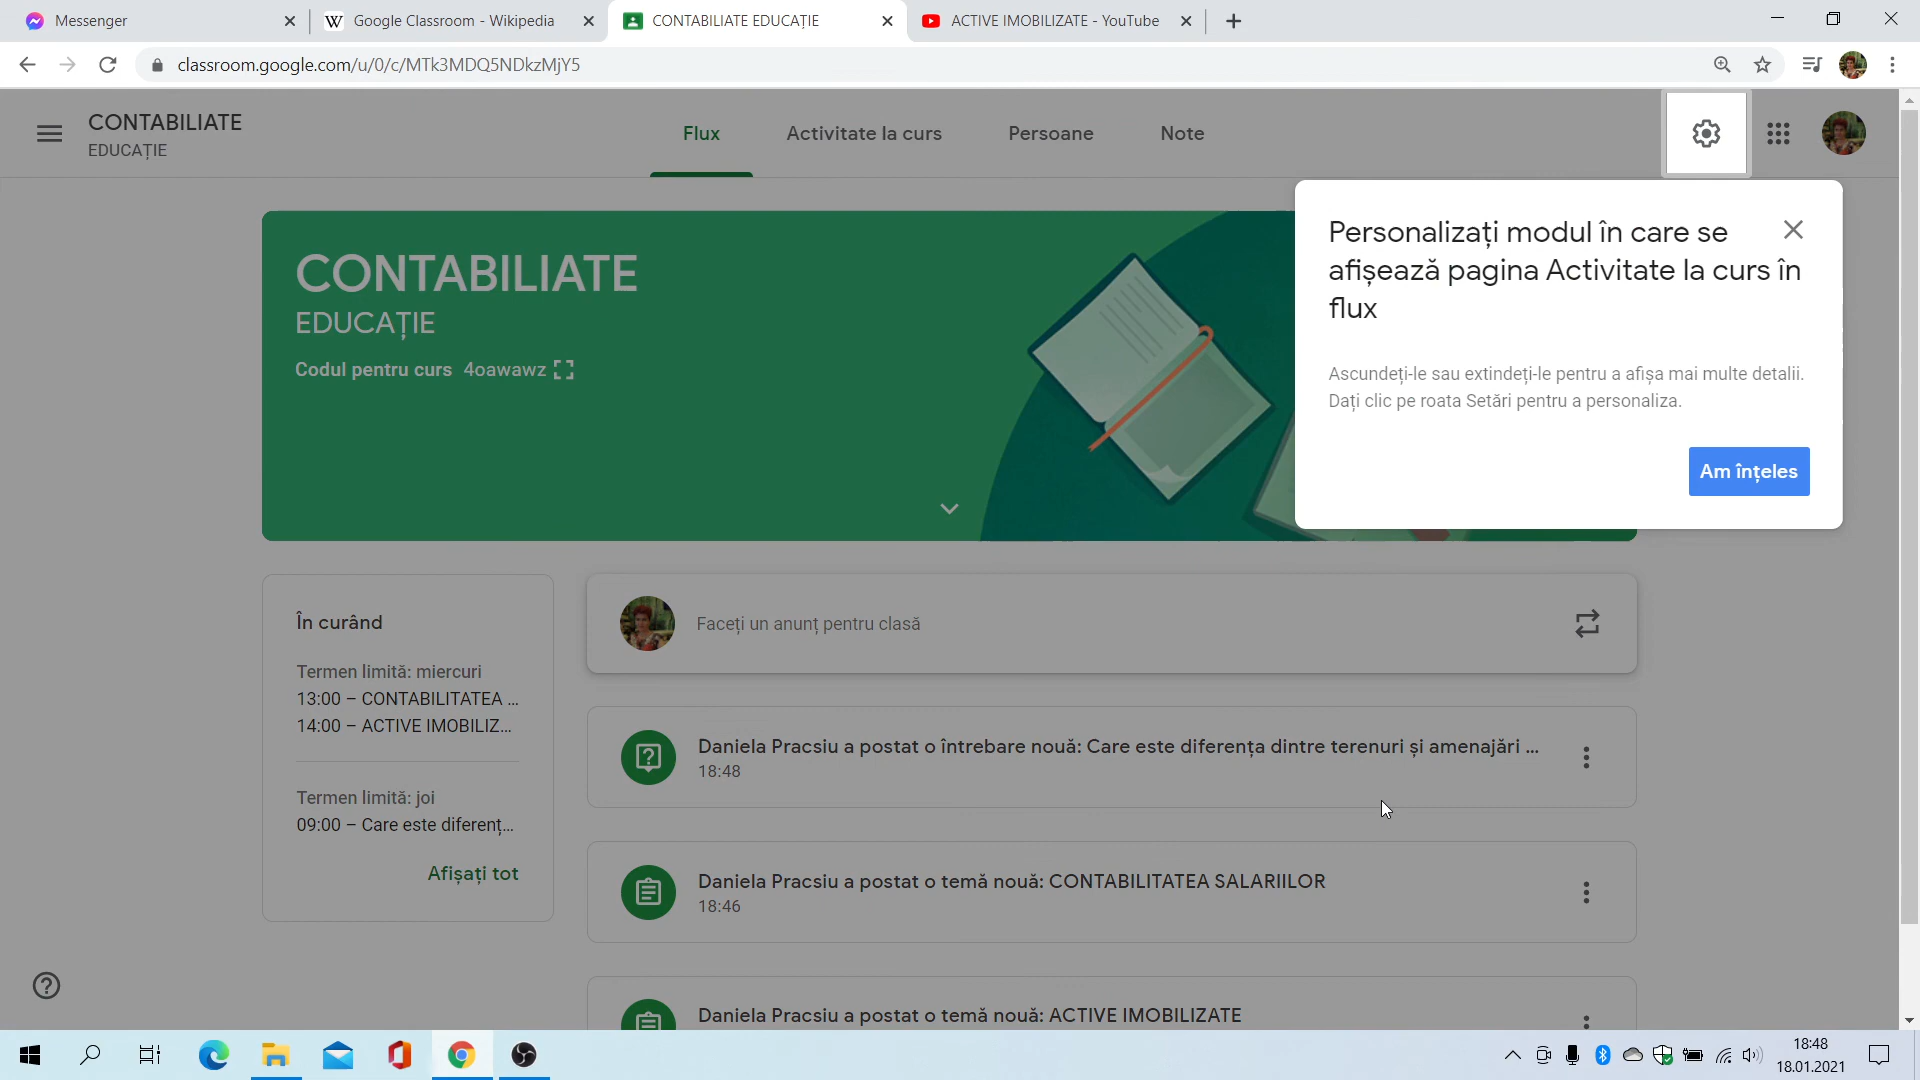 Messenger
Google Classroom - Wikipedia
CONTABILIATE EDUCAȚIE
ACTIVE IMOBILIZATE - YouTube
classroom.google.com/u/0/c/MTk3MDQ5NDkzMjY5
CONTABILIATE
EDUCAȚIE
Flux
Activitate la curs
Persoane
Note
CONTABILIATE
EDUCAȚIE
Codul pentru curs 4oawawz
Personalizați modul în care se
afișează pagina Activitate la curs în
flux
Ascundeți-le sau extindeți-le pentru a afișa mai multe detalii.
Dați clic pe roata Setări pentru a personaliza.
Am înțeles
În curând
Termen limită: miercuri
13:00 – CONTABILITATEA ...
14:00 – ACTIVE IMOBILIZ...
Termen limită: joi
09:00 – Care este diferenț...
Afișați tot
Faceți un anunț pentru clasă
Daniela Pracsiu a postat o întrebare nouă: Care este diferența dintre terenuri și amenajări ...
18:48
Daniela Pracsiu a postat o temă nouă: CONTABILITATEA SALARIILOR
18:46
Daniela Pracsiu a postat o temă nouă: ACTIVE IMOBILIZATE
18:48
18.01.2021